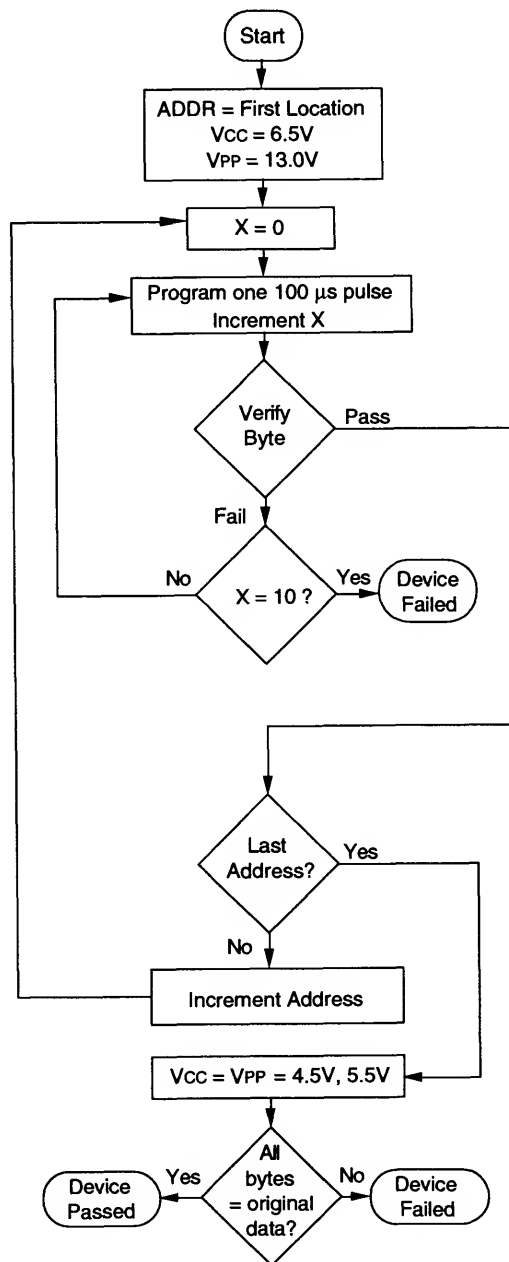 Start
ADDR = First Location
VCC = 6.5V
VPP = 13.0V
X = 0
Program one 100 µs pulse
Increment X
Verify
Byte
Pass
Fail
No
X = 10 ?
Yes
Device
Failed
Last
Address?
Yes
No
Increment Address
VCC = VPP = 4.5V, 5.5V
All
bytes
= original
data?
Yes
No
Device
Passed
Device
Failed